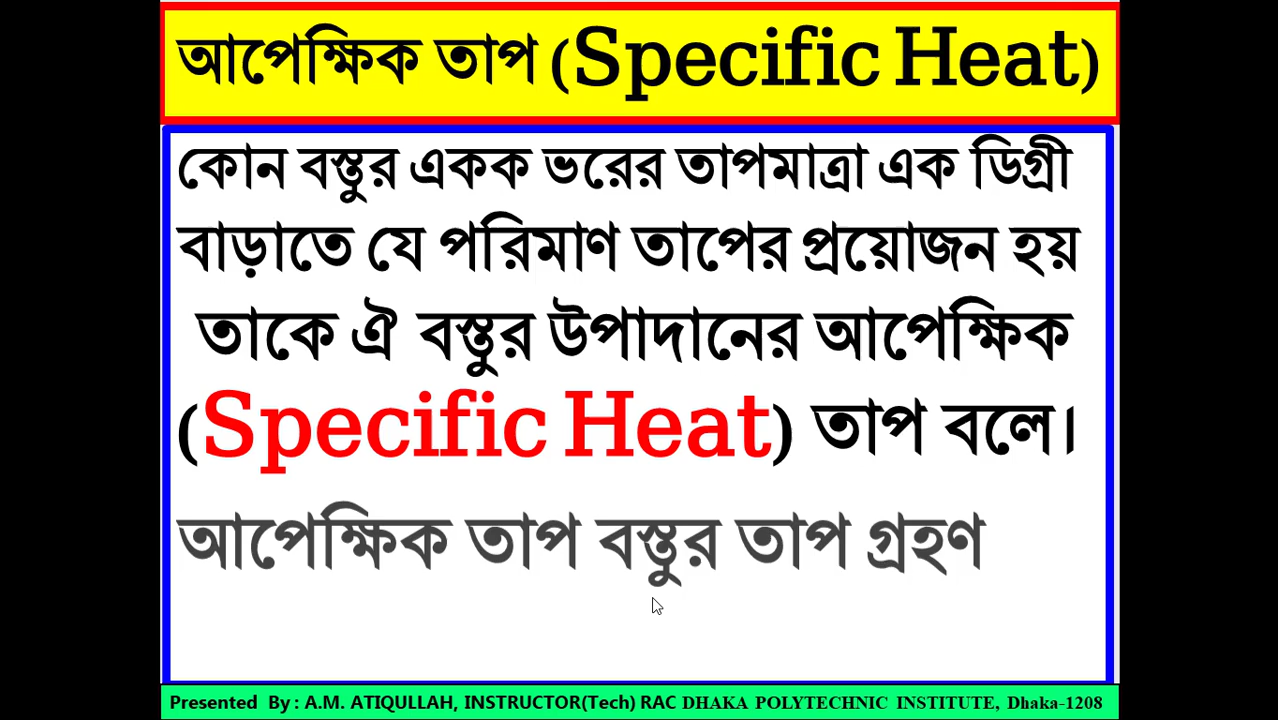 আপেক্ষিক তাপ (Specific Heat)
কোন বস্তুর একক ভরের তাপমাত্রা এক ডিগ্রী
বাড়াতে যে পরিমাণ তাপের প্রয়োজন হয়
তাকে ঐ বস্তুর উপাদানের আপেক্ষিক
(Specific Heat) তাপ বলে।
আপেক্ষিক তাপ বস্তুর তাপ গ্রহণ
Presented By : A.M. ATIQULLAH, INSTRUCTOR(Tech) RAC DHAKA POLYTECHNIC INSTITUTE, Dhaka-1208